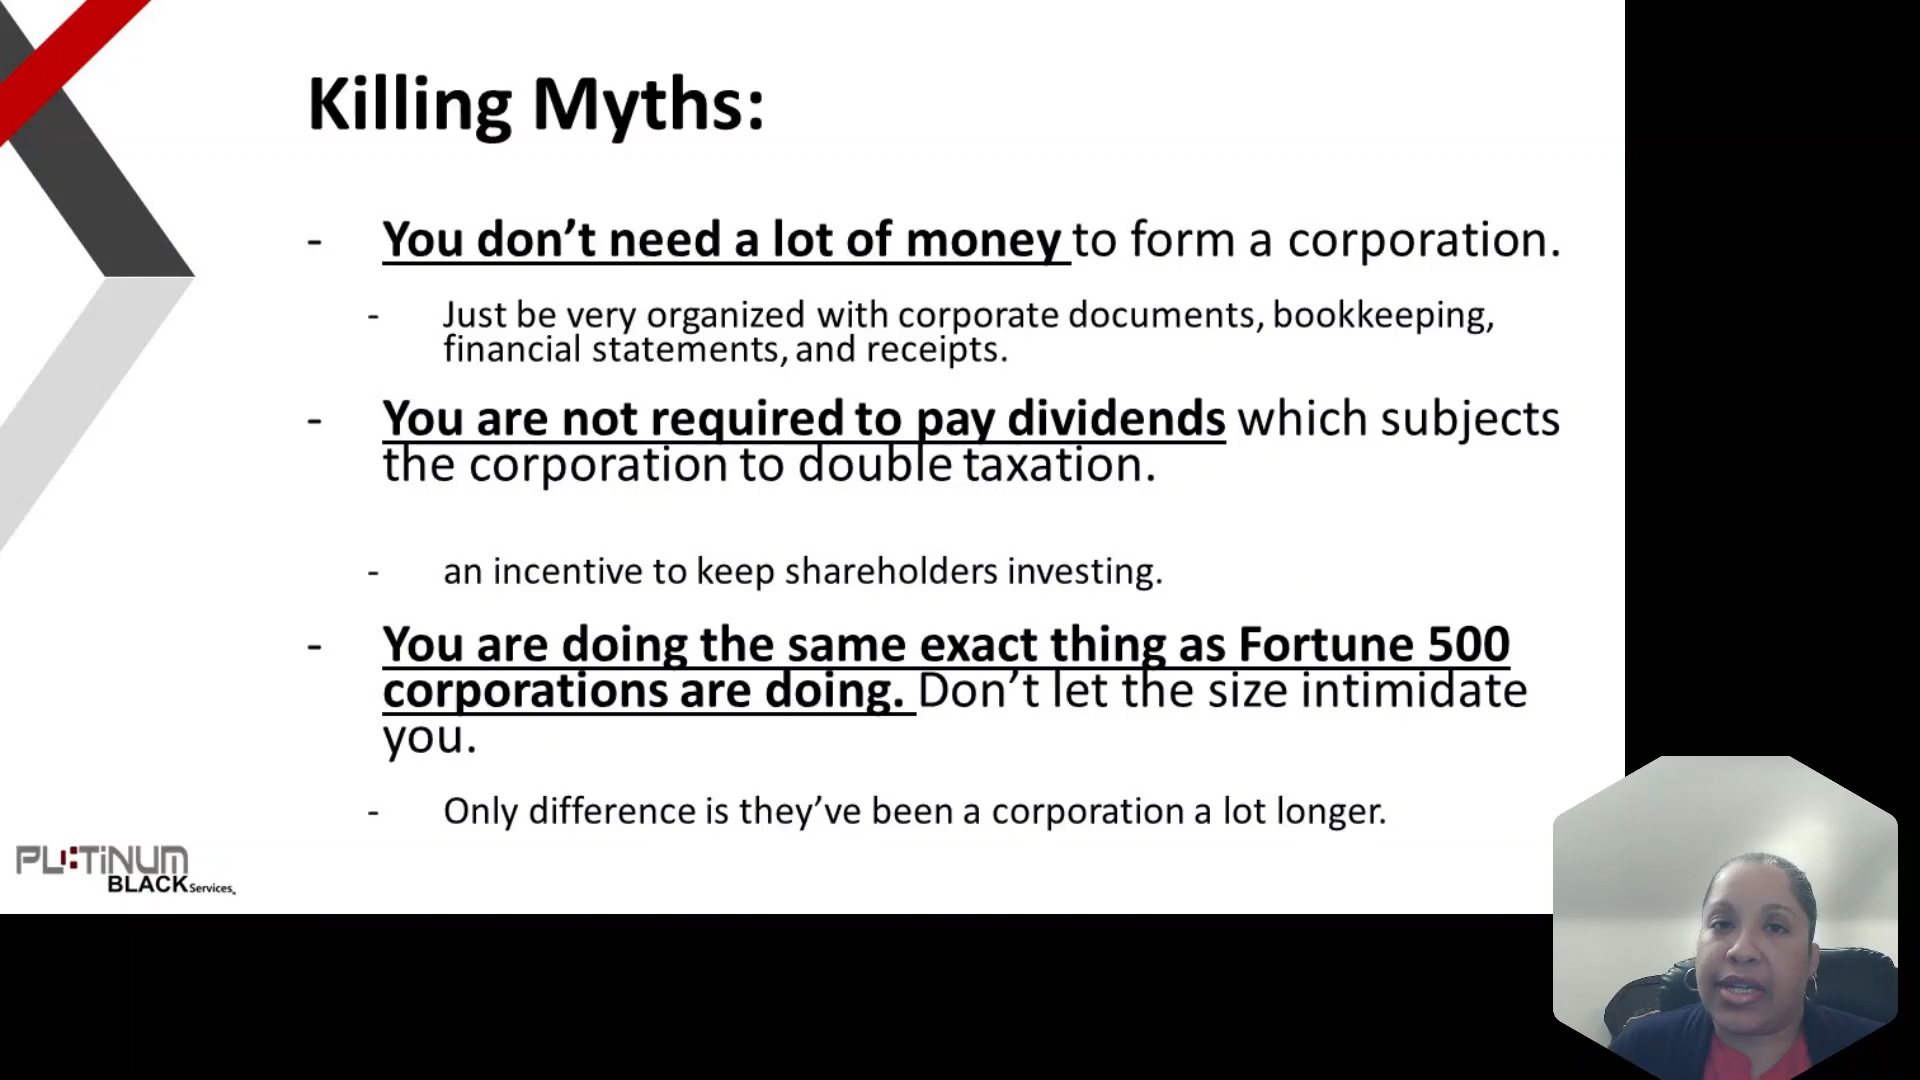 Killing Myths:
- You don’t need a lot of money to form a corporation.
- Just be very organized with corporate documents, bookkeeping,
financial statements, and receipts.
- You are not required to pay dividends which subjects
the corporation to double taxation.
- an incentive to keep shareholders investing.
- You are doing the same exact thing as Fortune 500
corporations are doing. Don’t let the size intimidate
you.
- Only difference is they’ve been a corporation a lot longer.
PLATiNUM
BLACK Services